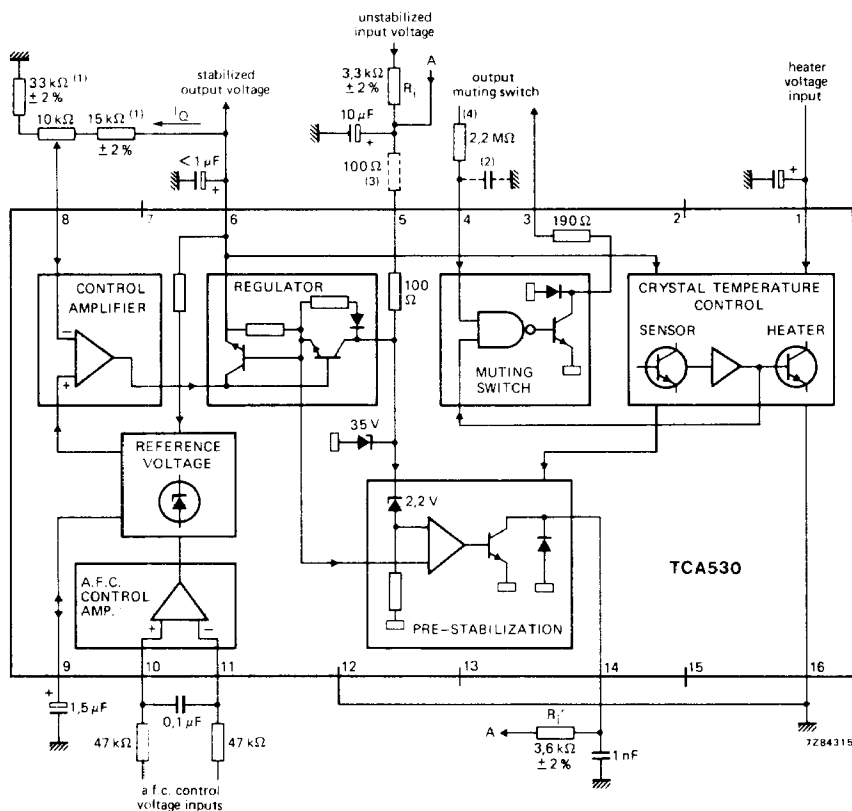 unstabilized
input voltage
A
33 kΩ (1)
± 2%
stabilized
output voltage
3,3 kΩ
± 2%
Ri
output
muting switch
heater
voltage
input
10 kΩ
15 kΩ (1)
± 2%
IQ
10 μF
+
(4)
2,2 MΩ
< 1 μF
+
100 Ω
(3)
(2)
+
190 Ω
8
7
6
5
4
3
2
1
CONTROL
AMPLIFIER
−
+
REGULATOR
100
Ω
MUTING
SWITCH
CRYSTAL TEMPERATURE
CONTROL
SENSOR
HEATER
REFERENCE
VOLTAGE
35 V
2,2 V
A.F.C.
CONTROL
AMP.
+
−
PRE-STABILIZATION
TCA530
9
10
11
12
13
14
15
16
+
1,5 μF
0,1 μF
47 kΩ
47 kΩ
a.f.c. control
voltage inputs
A
Ri'
3,6 kΩ
± 2%
1 nF
7Z84315